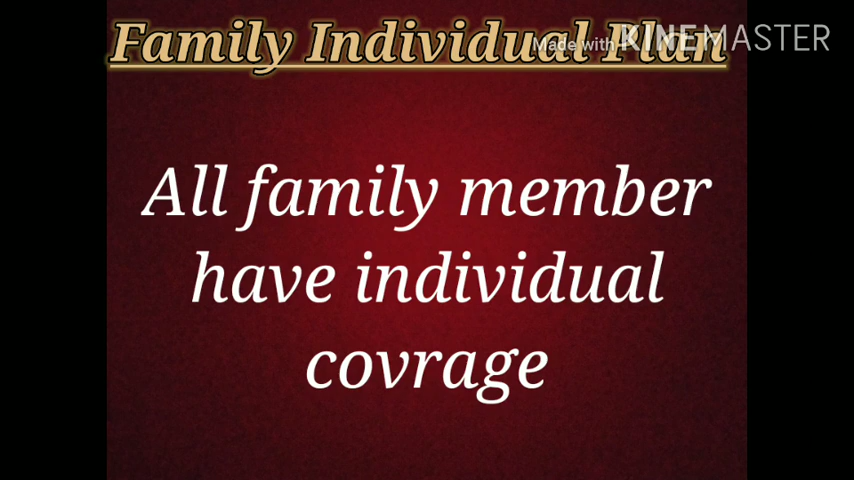 Family Individual Plan
Made with KINEMASTER
All family member
have individual
covrage